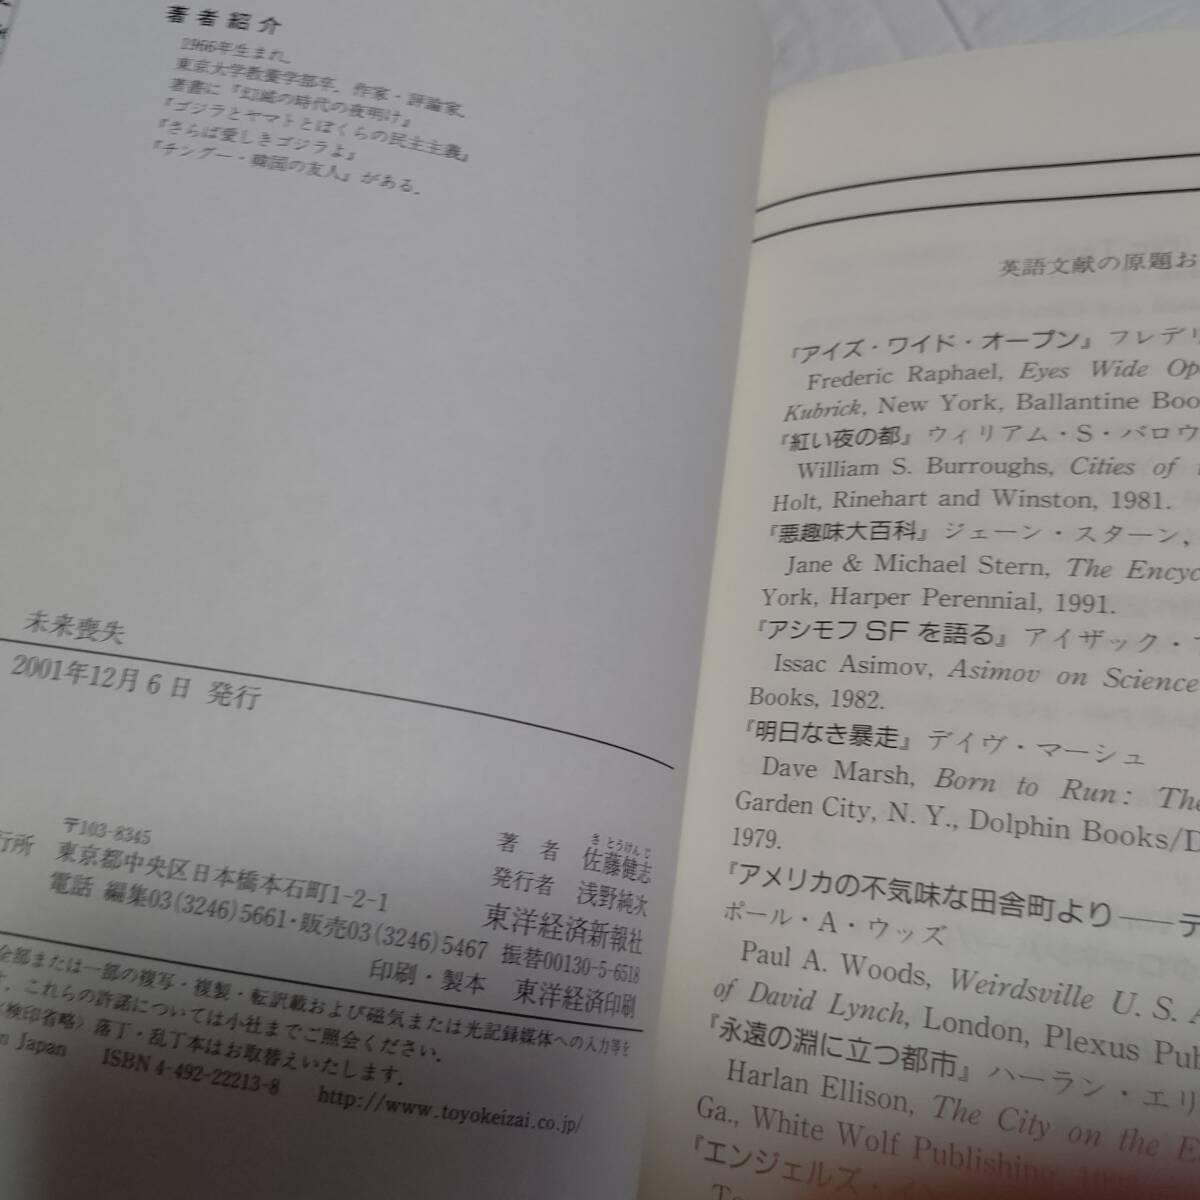 著者紹介
1966年生まれ。
東京大学教養学部卒．作家・評論家．
著書に『幻滅の時代の夜明け』
『ゴジラとヤマトとぼくらの民主主義』
『さらば愛しきゴジラよ』
『チングー・韓国の友人』がある．
未来喪失
2001年12月6日 発行
さとうけんじ
著者 佐藤健志
発行者 浅野純次
〒103-8345
行所 東京都中央区日本橋本石町1-2-1 東洋経済新報社
電話 編集03(3246)5661・販売03(3246)5467 振替00130-5-6518
印刷・製本 東洋経済印刷
全部または一部の複写・複製・転訳載および磁気または光記録媒体への入力等を
す．これらの許諾については小社までご照会ください．
〈検印省略〉落丁・乱丁本はお取替えいたします．
in Japan ISBN 4-492-22213-8 http://www.toyokeizai.co.jp/
英語文献の原題お
『アイズ・ワイド・オープン』フレデリ
Frederic Raphael, Eyes Wide Op
Kubrick, New York, Ballantine Boo
『紅い夜の都』ウィリアム・S・バロウ
William S. Burroughs, Cities of
Holt, Rinehart and Winston, 1981.
『悪趣味大百科』ジェーン・スターン，
Jane & Michael Stern, The Encyc
York, Harper Perennial, 1991.
『アシモフSFを語る』アイザック・
Issac Asimov, Asimov on Science
Books, 1982.
『明日なき暴走』デイヴ・マーシュ
Dave Marsh, Born to Run: The
Garden City, N. Y., Dolphin Books/D
1979.
『アメリカの不気味な田舎町より――デ
ポール・A・ウッズ
Paul A. Woods, Weirdsville U. S. A
of David Lynch, London, Plexus Pub
『永遠の淵に立つ都市』ハーラン・エリ
Harlan Ellison, The City on the E
Ga., White Wolf Publishing,
『エンジェルズ・イン